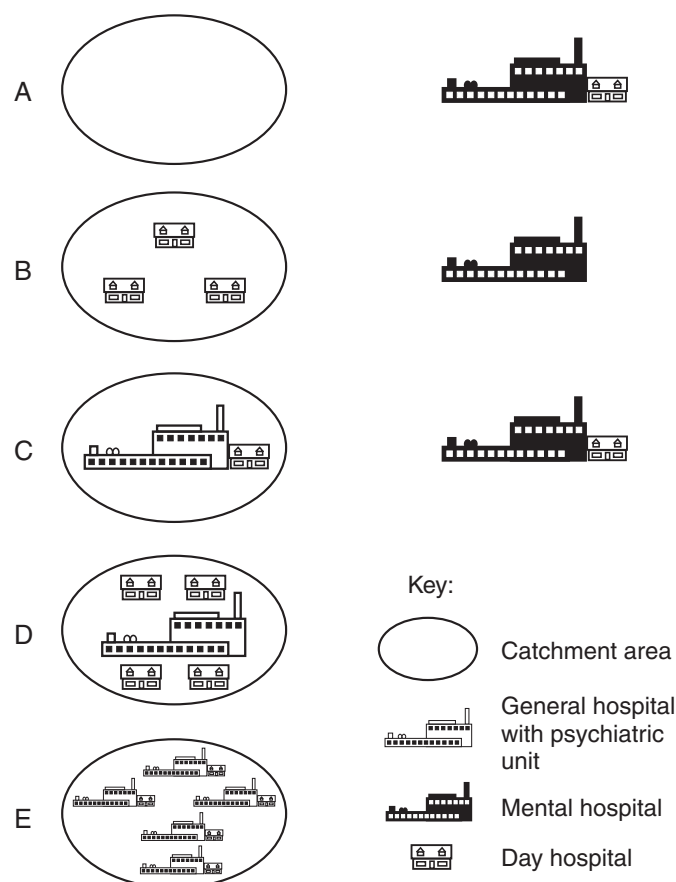 A
B
C
D
E
Key:
Catchment area
General hospital
with psychiatric
unit
Mental hospital
Day hospital